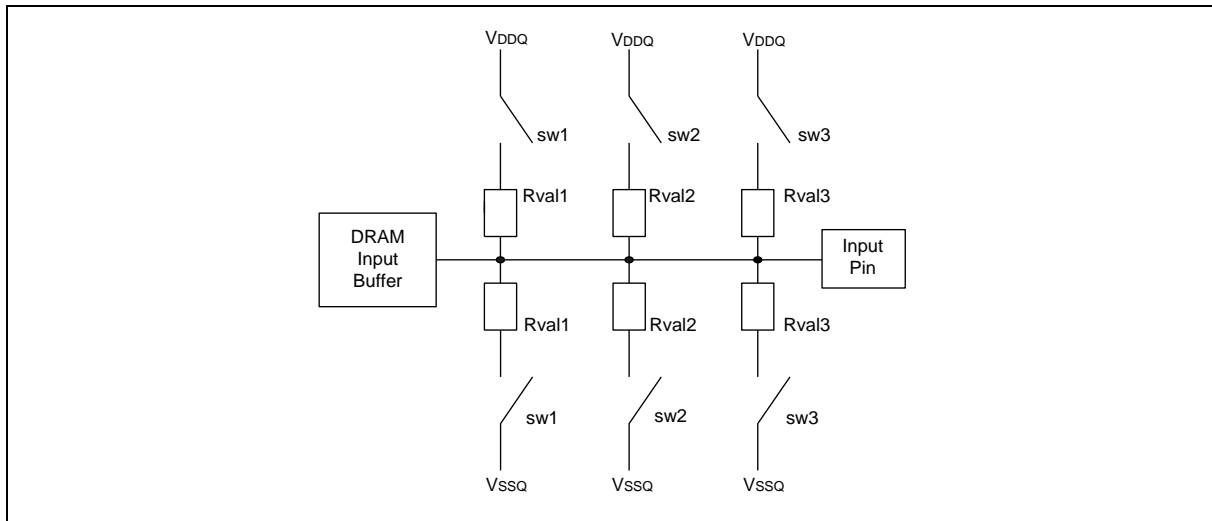 VDDQ VDDQ VDDQ
sw1 sw2 sw3
Rval1 Rval2 Rval3
DRAM
Input
Buffer
Input
Pin
Rval1 Rval2 Rval3
sw1 sw2 sw3
VSSQ VSSQ VSSQ